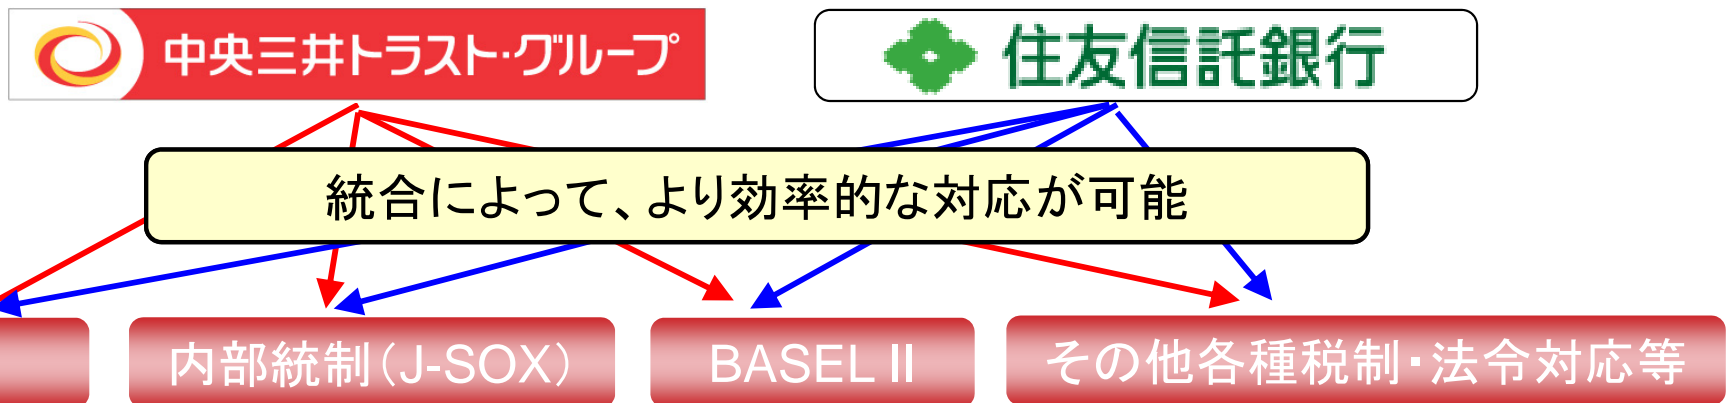 中央三井トラスト・グループ
住友信託銀行
統合によって、より効率的な対応が可能
内部統制（J-SOX）
BASELⅡ
その他各種税制・法令対応等